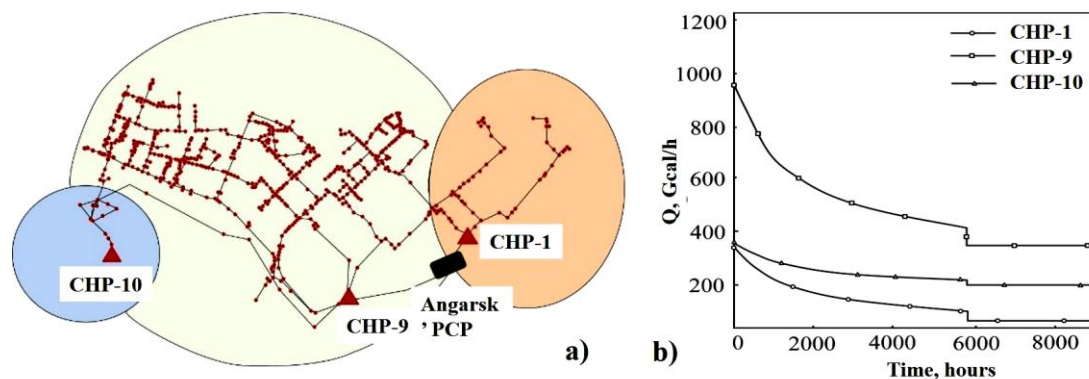 CHP-10
CHP-9
CHP-1
Angarsk
’ PCP
a)
Q, Gcal/h
1200
1000
800
600
400
200
0
2000
4000
6000
8000
Time, hours
CHP-1
CHP-9
CHP-10
b)